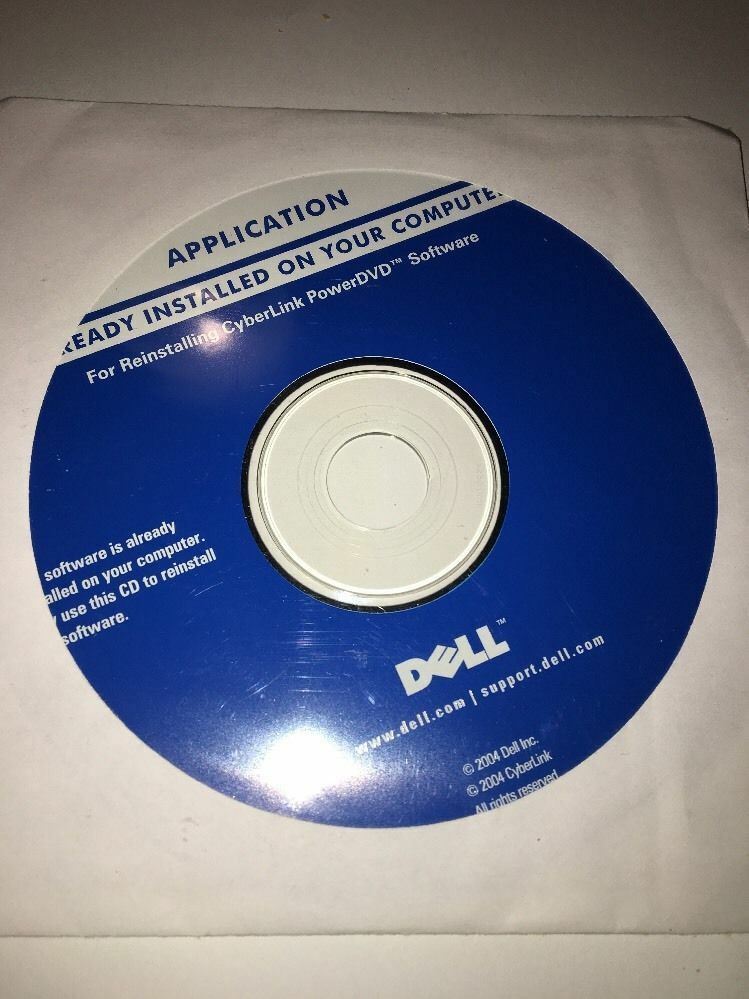 APPLICATION
READY INSTALLED ON YOUR COMPUTE
For Reinstalling CyberLink PowerDVD™ Software
software is already
alled on your computer.
use this CD to reinstall
software.
DELL™
www.dell.com | support.dell.com
© 2004 Dell Inc.
© 2004 CyberLink
All rights reserved